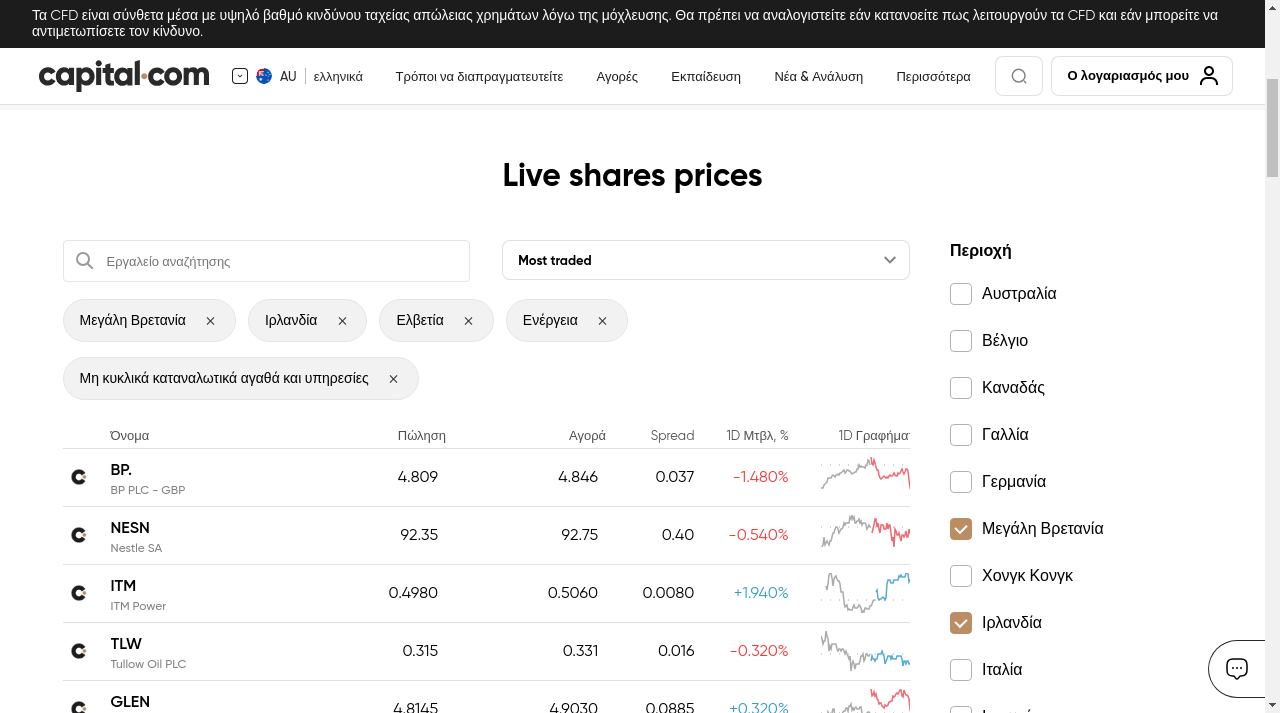 Τα CFD είναι σύνθετα μέσα με υψηλό βαθμό κινδύνου ταχείας απώλειας χρημάτων λόγω της μόχλευσης. Θα πρέπει να αναλογιστείτε εάν κατανοείτε πως λειτουργούν τα CFD και εάν μπορείτε να
αντιμετωπίσετε τον κίνδυνο.
capital.com AU ελληνικά Τρόποι να διαπραγματευτείτε Αγορές Εκπαίδευση Νέα & Ανάλυση Περισσότερα Ο λογαριασμός μου
Live shares prices
Εργαλείο αναζήτησης Most traded
Μεγάλη Βρετανία × Ιρλανδία × Ελβετία × Ενέργεια ×
Μη κυκλικά καταναλωτικά αγαθά και υπηρεσίες ×
Όνομα Πώληση Αγορά Spread 1D Μτβλ, % 1D Γραφήμα
BP. 4.809 4.846 0.037 -1.480%
BP PLC - GBP
NESN 92.35 92.75 0.40 -0.540%
Nestle SA
ITM 0.4980 0.5060 0.0080 +1.940%
ITM Power
TLW 0.315 0.331 0.016 -0.320%
Tullow Oil PLC
GLEN 4.8145 4.9030 0.0885 +0.320%
Περιοχή
Αυστραλία
Βέλγιο
Καναδάς
Γαλλία
Γερμανία
Μεγάλη Βρετανία
Χονγκ Κονγκ
Ιρλανδία
Ιταλία